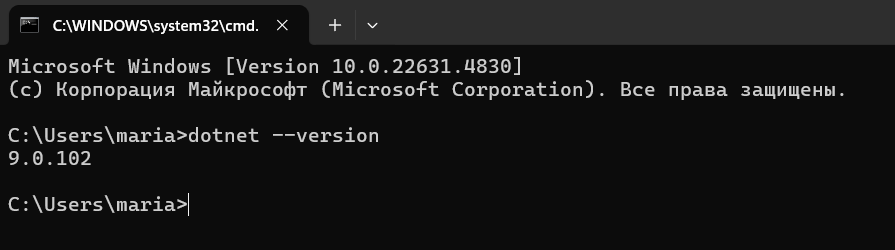 C:\WINDOWS\system32\cmd.
Microsoft Windows [Version 10.0.22631.4830]
(c) Корпорация Майкрософт (Microsoft Corporation). Все права защищены.
C:\Users\maria>dotnet --version
9.0.102
C:\Users\maria>